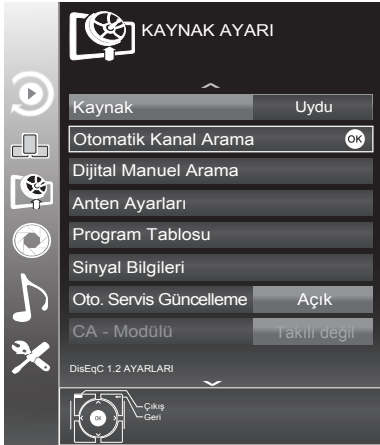 KAYNAK AYARI
Kaynak Uydu
Otomatik Kanal Arama OK
Dijital Manuel Arama
Anten Ayarları
Program Tablosu
Sinyal Bilgileri
Oto. Servis Güncelleme Açık
CA - Modülü Takılı değil
DisEqC 1.2 AYARLARI
Çıkış
OK Geri